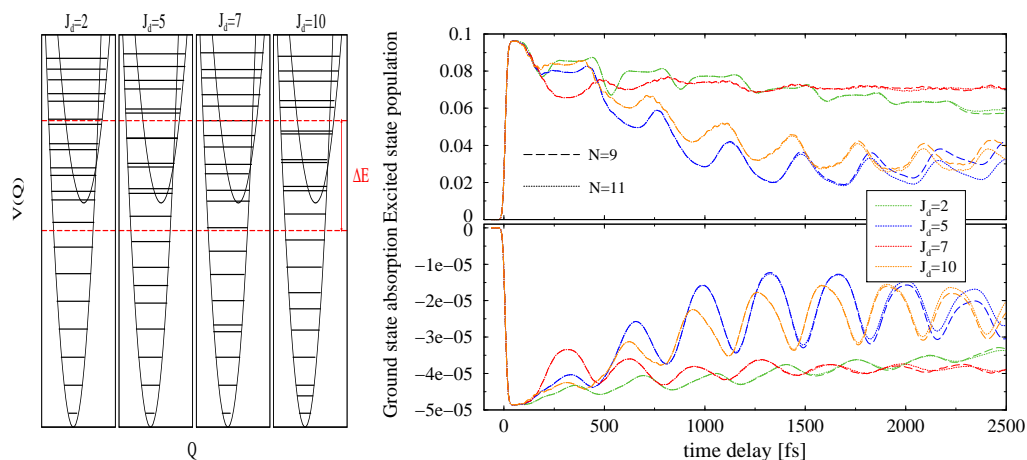 J_d=2 J_d=5 J_d=7 J_d=10
V(Q)
ΔE
Q
Excited state population
0.1
0.08
0.06
0.04
0.02
0
N=9
N=11
J_d=2
J_d=5
J_d=7
J_d=10
Ground state absorption
0
−1e−05
−2e−05
−3e−05
−4e−05
−5e−05
0 500 1000 1500 2000 2500
time delay [fs]